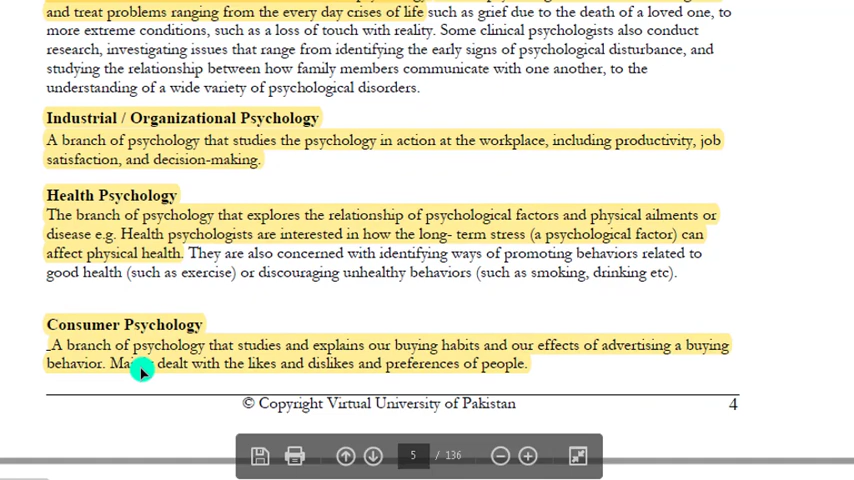 and treat problems ranging from the every day crises of life such as grief due to the death of a loved one, to
more extreme conditions, such as a loss of touch with reality. Some clinical psychologists also conduct
research, investigating issues that range from identifying the early signs of psychological disturbance, and
studying the relationship between how family members communicate with one another, to the
understanding of a wide variety of psychological disorders.
Industrial / Organizational Psychology
A branch of psychology that studies the psychology in action at the workplace, including productivity, job
satisfaction, and decision-making.
Health Psychology
The branch of psychology that explores the relationship of psychological factors and physical ailments or
disease e.g. Health psychologists are interested in how the long- term stress (a psychological factor) can
affect physical health. They are also concerned with identifying ways of promoting behaviors related to
good health (such as exercise) or discouraging unhealthy behaviors (such as smoking, drinking etc).
Consumer Psychology
A branch of psychology that studies and explains our buying habits and our effects of advertising a buying
behavior. dealt with the likes and dislikes and preferences of people.
© Copyright Virtual University of Pakistan 4
5 / 136